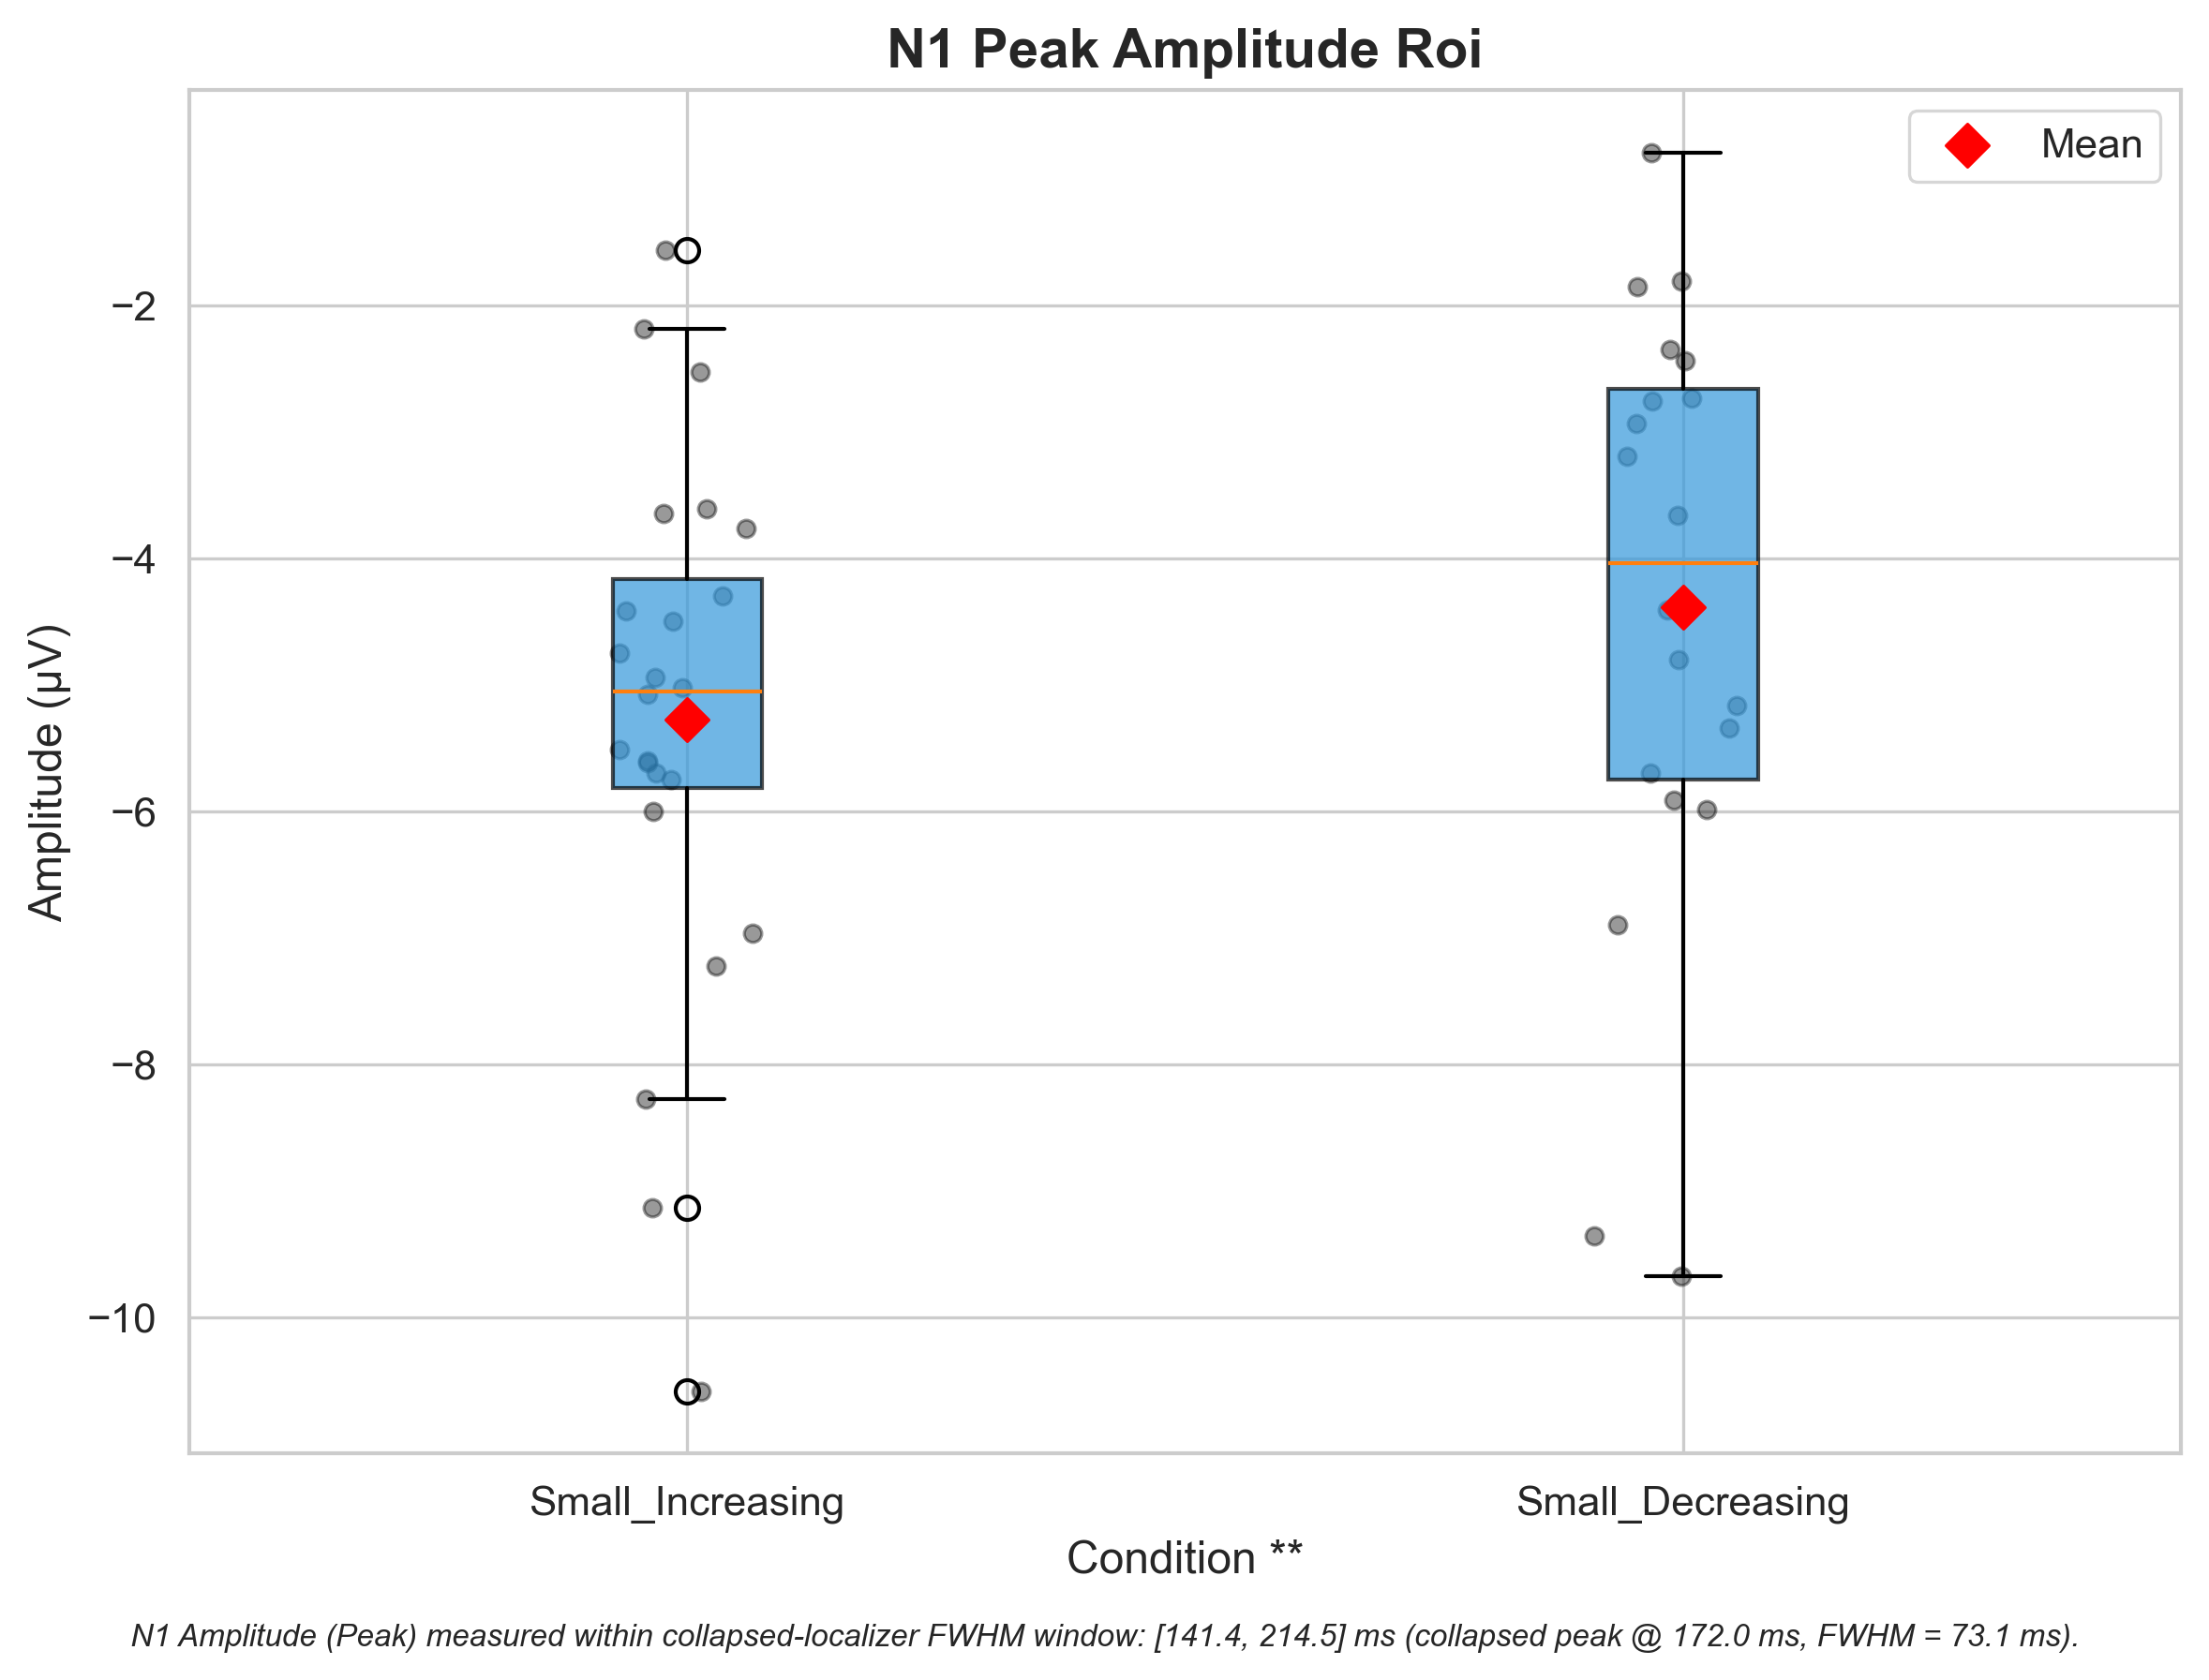 N1 Peak Amplitude Roi
Mean
−2
−4
−6
−8
−10
Amplitude (μV)
Small_Increasing
Small_Decreasing
Condition **
N1 Amplitude (Peak) measured within collapsed-localizer FWHM window: [141.4, 214.5] ms (collapsed peak @ 172.0 ms, FWHM = 73.1 ms).